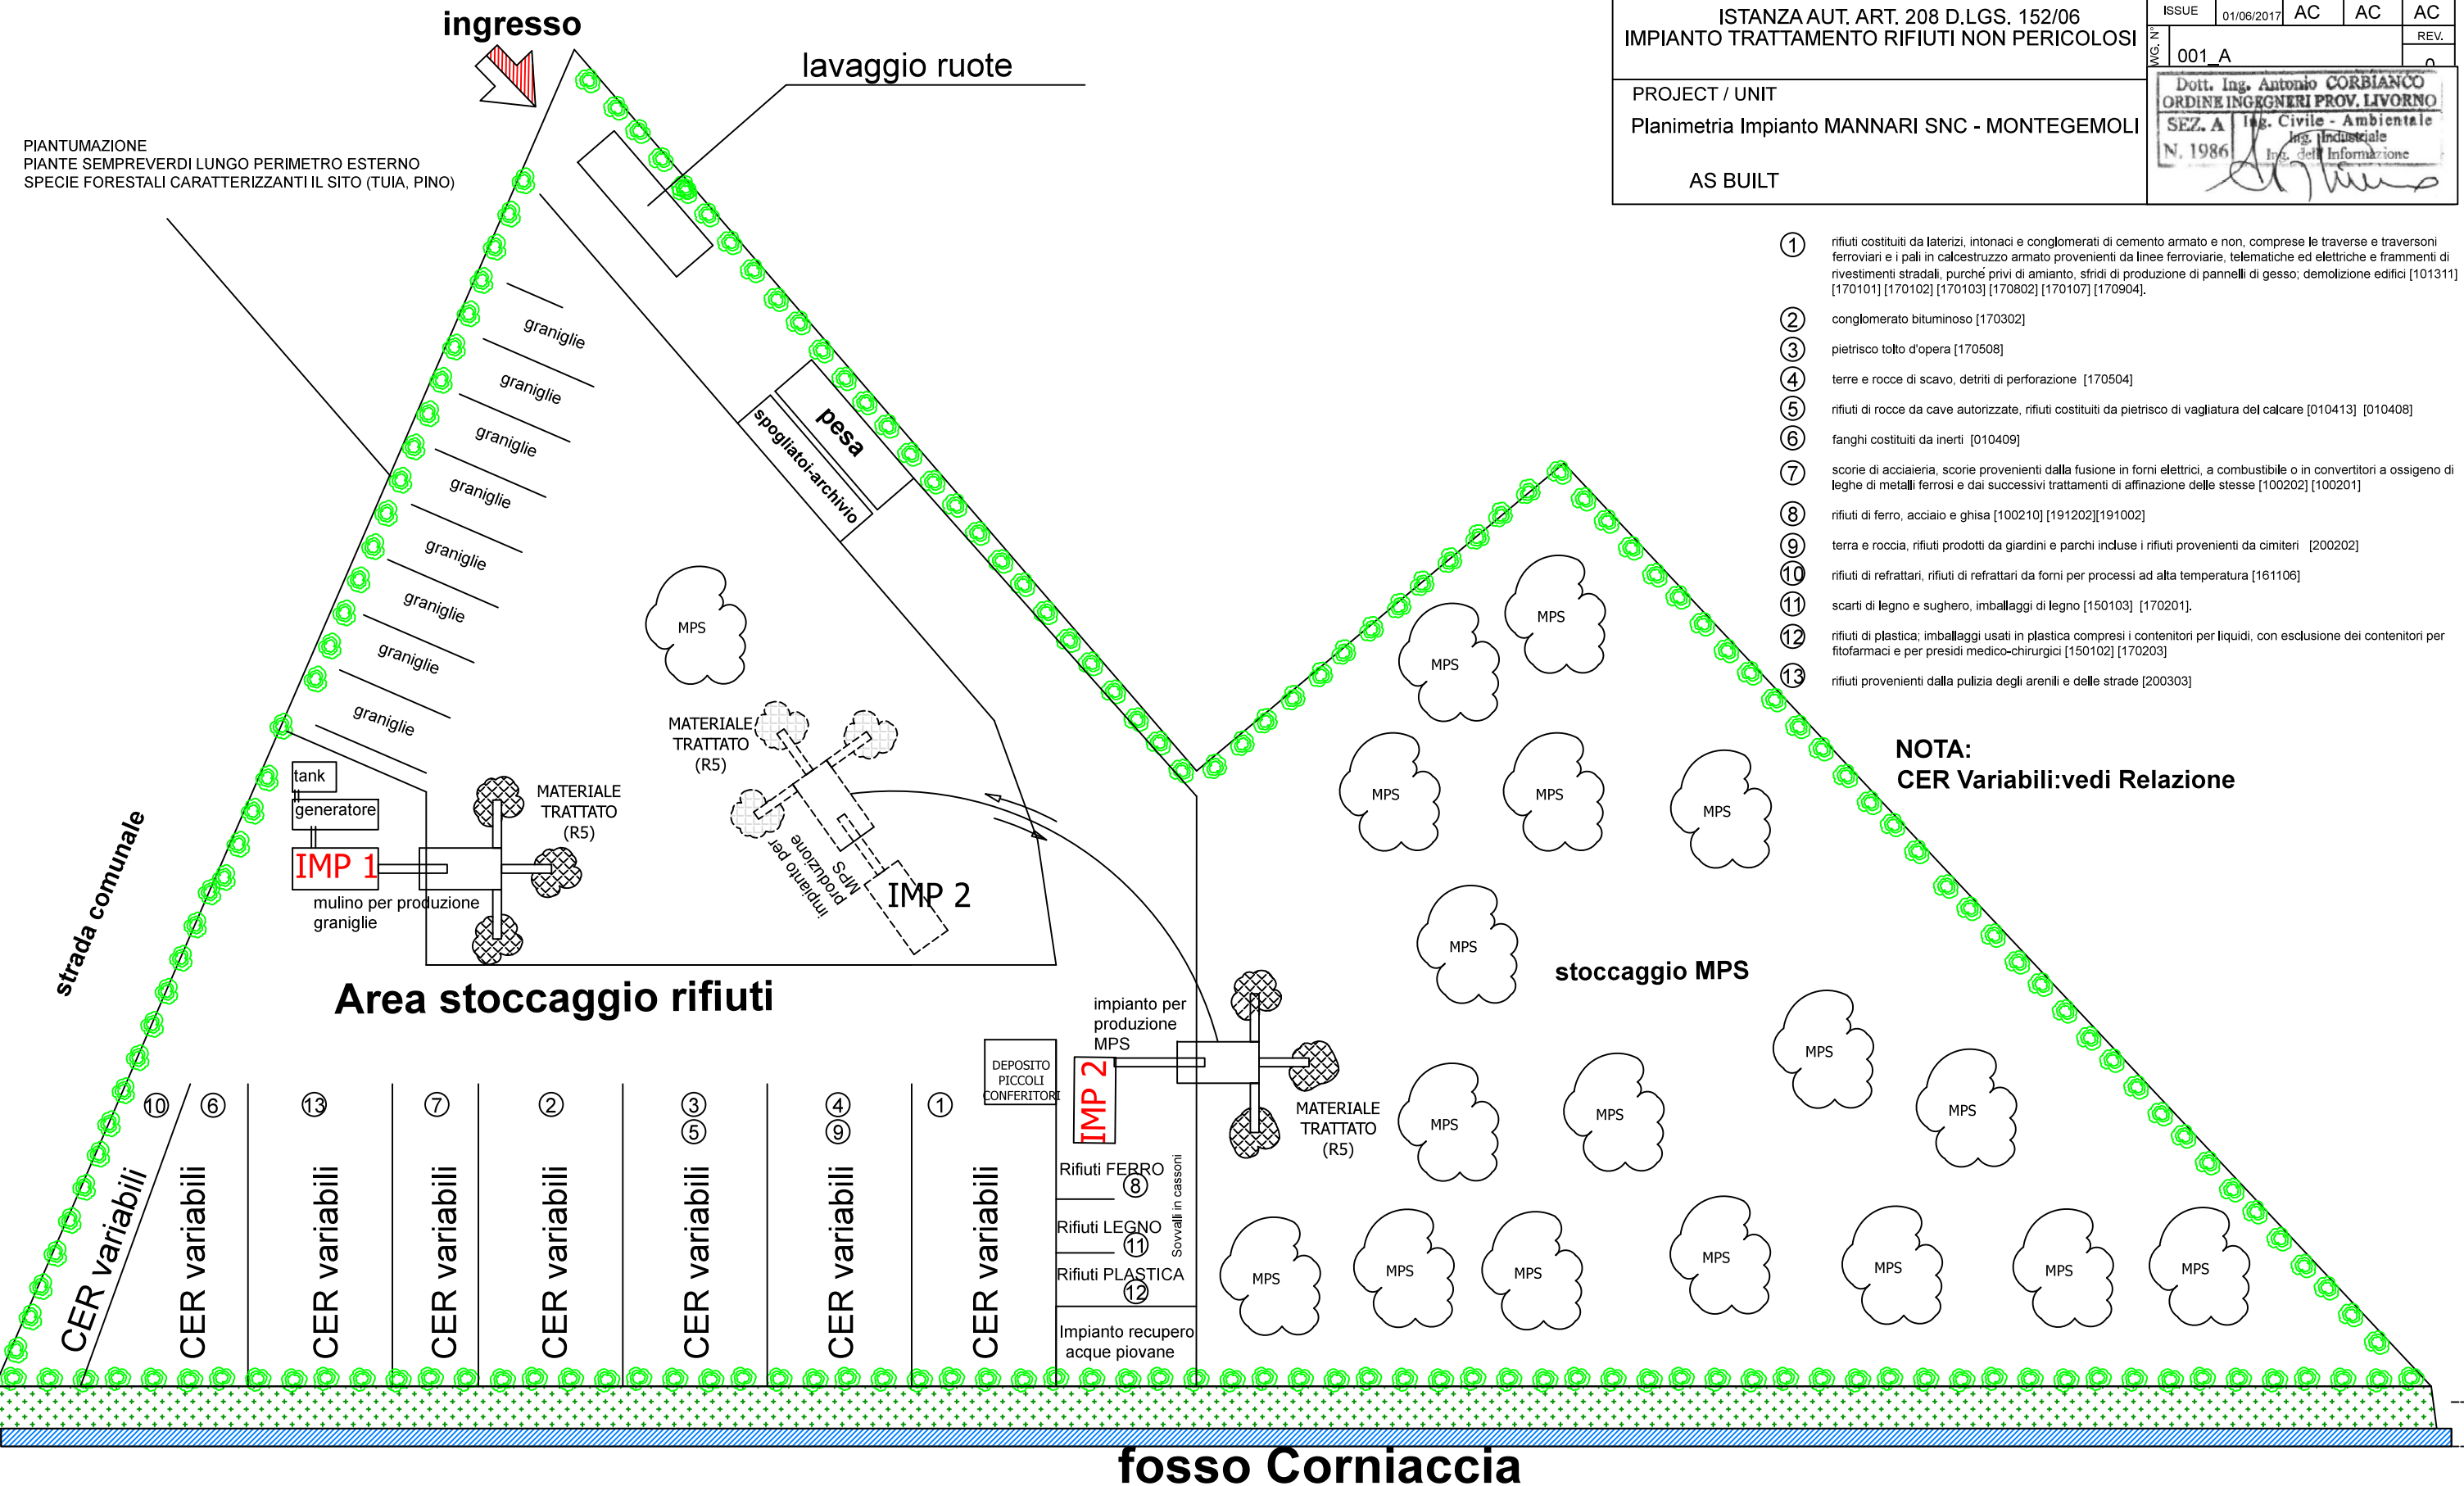 ingresso
lavaggio ruote
PIANTUMAZIONE
PIANTE SEMPREVERDI LUNGO PERIMETRO ESTERNO
SPECIE FORESTALI CARATTERIZZANTI IL SITO (TUIA, PINO)
ISTANZA AUT. ART. 208 D.LGS. 152/06
IMPIANTO TRATTAMENTO RIFIUTI NON PERICOLOSI
ISSUE 01/06/2017 AC AC AC
REV.
WG. N°
001_A
0
PROJECT / UNIT
Planimetria Impianto MANNARI SNC - MONTEGEMOLI
AS BUILT
Dott. Ing. Antonio CORBIANCO
ORDINE INGEGNERI PROV. LIVORNO
SEZ. A Ing. Civile - Ambientale
Ing. Industriale
N. 1986 Ing. dell'Informazione
1 rifiuti costituiti da laterizi, intonaci e conglomerati di cemento armato e non, comprese le traverse e traversoni
ferroviari e i pali in calcestruzzo armato provenienti da linee ferroviarie, telematiche ed elettriche e frammenti di
rivestimenti stradali, purché privi di amianto, sfridi di produzione di pannelli di gesso; demolizione edifici [101311]
[170101] [170102] [170103] [170802] [170107] [170904].
2 conglomerato bituminoso [170302]
3 pietrisco tolto d'opera [170508]
4 terre e rocce di scavo, detriti di perforazione [170504]
5 rifiuti di rocce da cave autorizzate, rifiuti costituiti da pietrisco di vagliatura del calcare [010413] [010408]
6 fanghi costituiti da inerti [010409]
7 scorie di acciaieria, scorie provenienti dalla fusione in forni elettrici, a combustibile o in convertitori a ossigeno di
leghe di metalli ferrosi e dai successivi trattamenti di affinazione delle stesse [100202] [100201]
8 rifiuti di ferro, acciaio e ghisa [100210] [191202][191002]
9 terra e roccia, rifiuti prodotti da giardini e parchi incluse i rifiuti provenienti da cimiteri [200202]
10 rifiuti di refrattari, rifiuti di refrattari da forni per processi ad alta temperatura [161106]
11 scarti di legno e sughero, imballaggi di legno [150103] [170201].
12 rifiuti di plastica; imballaggi usati in plastica compresi i contenitori per liquidi, con esclusione dei contenitori per
fitofarmaci e per presidi medico-chirurgici [150102] [170203]
13 rifiuti provenienti dalla pulizia degli arenili e delle strade [200303]
NOTA:
CER Variabili:vedi Relazione
graniglie
graniglie
graniglie
graniglie
graniglie
graniglie
graniglie
graniglie
pesa
spogliatoi-archivio
MPS
MATERIALE
TRATTATO
(R5)
impianto per
produzione
MPS
IMP 2
tank
generatore
IMP 1
mulino per produzione
graniglie
MATERIALE
TRATTATO
(R5)
strada comunale
Area stoccaggio rifiuti
MPS
MPS
MPS
MPS
MPS
MPS
stoccaggio MPS
MPS
MPS
MPS
MPS
MPS
MPS
MPS
MPS
MPS
MPS
MPS
impianto per
produzione
MPS
DEPOSITO
PICCOLI
CONFERITORI
IMP 2
MATERIALE
TRATTATO
(R5)
10
6
13
7
2
3
5
4
9
1
CER variabili
CER variabili
CER variabili
CER variabili
CER variabili
CER variabili
CER variabili
CER variabili
Rifiuti FERRO
8
Rifiuti LEGNO
11
Rifiuti PLASTICA
12
Sovvalli in cassoni
Impianto recupero
acque piovane
fosso Corniaccia